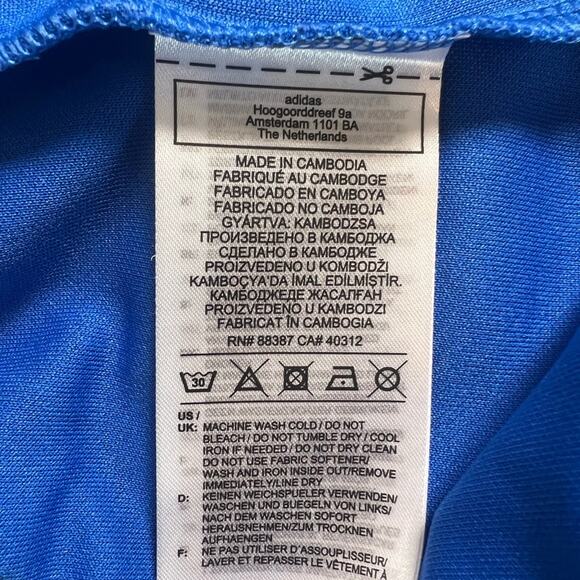 adidas
Hoogoorddreef 9a
Amsterdam 1101 BA
The Netherlands
MADE IN CAMBODIA
FABRIQUÉ AU CAMBODGE
FABRICADO EN CAMBOYA
FABRICADO NO CAMBOJA
GYÁRTVA: KAMBODZSA
ПРОИЗВЕДЕНО В КАМБОДЖА
СДЕЛАНО В КАМБОДЖЕ
PROIZVEDENO U KOMBODŽI
KAMBOÇYA'DA İMAL EDİLMİŞTİR.
КАМБОДЖЕДЕ ЖАСАЛҒАН
PROIZVEDENO U KAMBODZI
FABRICAT ÎN CAMBOGIA
RN# 88387 CA# 40312
30
US /
UK: MACHINE WASH COLD / DO NOT
BLEACH / DO NOT TUMBLE DRY / COOL
IRON IF NEEDED / DO NOT DRY CLEAN
DO NOT USE FABRIC SOFTENER/
WASH AND IRON INSIDE OUT/REMOVE
IMMEDIATELY/LINE DRY
D: KEINEN WEICHSPUELER VERWENDEN/
WASCHEN UND BUEGELN VON LINKS/
NACH DEM WASCHEN SOFORT
HERAUSNEHMEN/ZUM TROCKNEN
AUFHAENGEN
F: NE PAS UTILISER D'ASSOUPLISSEUR/
LAVER ET REPASSER LE VÊTEMENT À